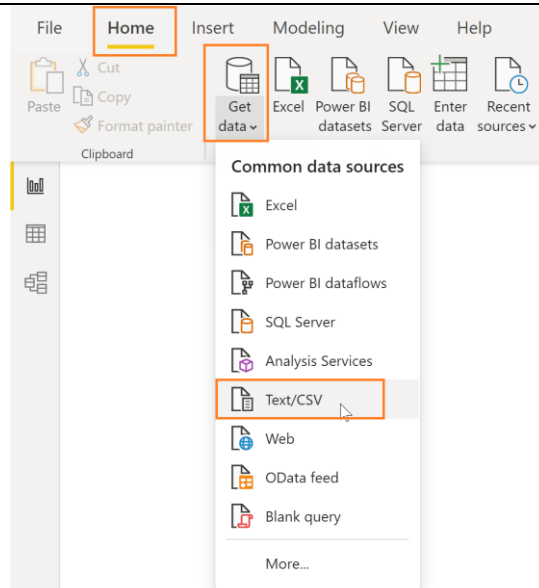 File Home Insert Modeling View Help
Paste
Cut
Copy
Format painter
Clipboard
Get data
Excel
Power BI datasets
SQL Server
Enter data
Recent sources
Common data sources
Excel
Power BI datasets
Power BI dataflows
SQL Server
Analysis Services
Text/CSV
Web
OData feed
Blank query
More...